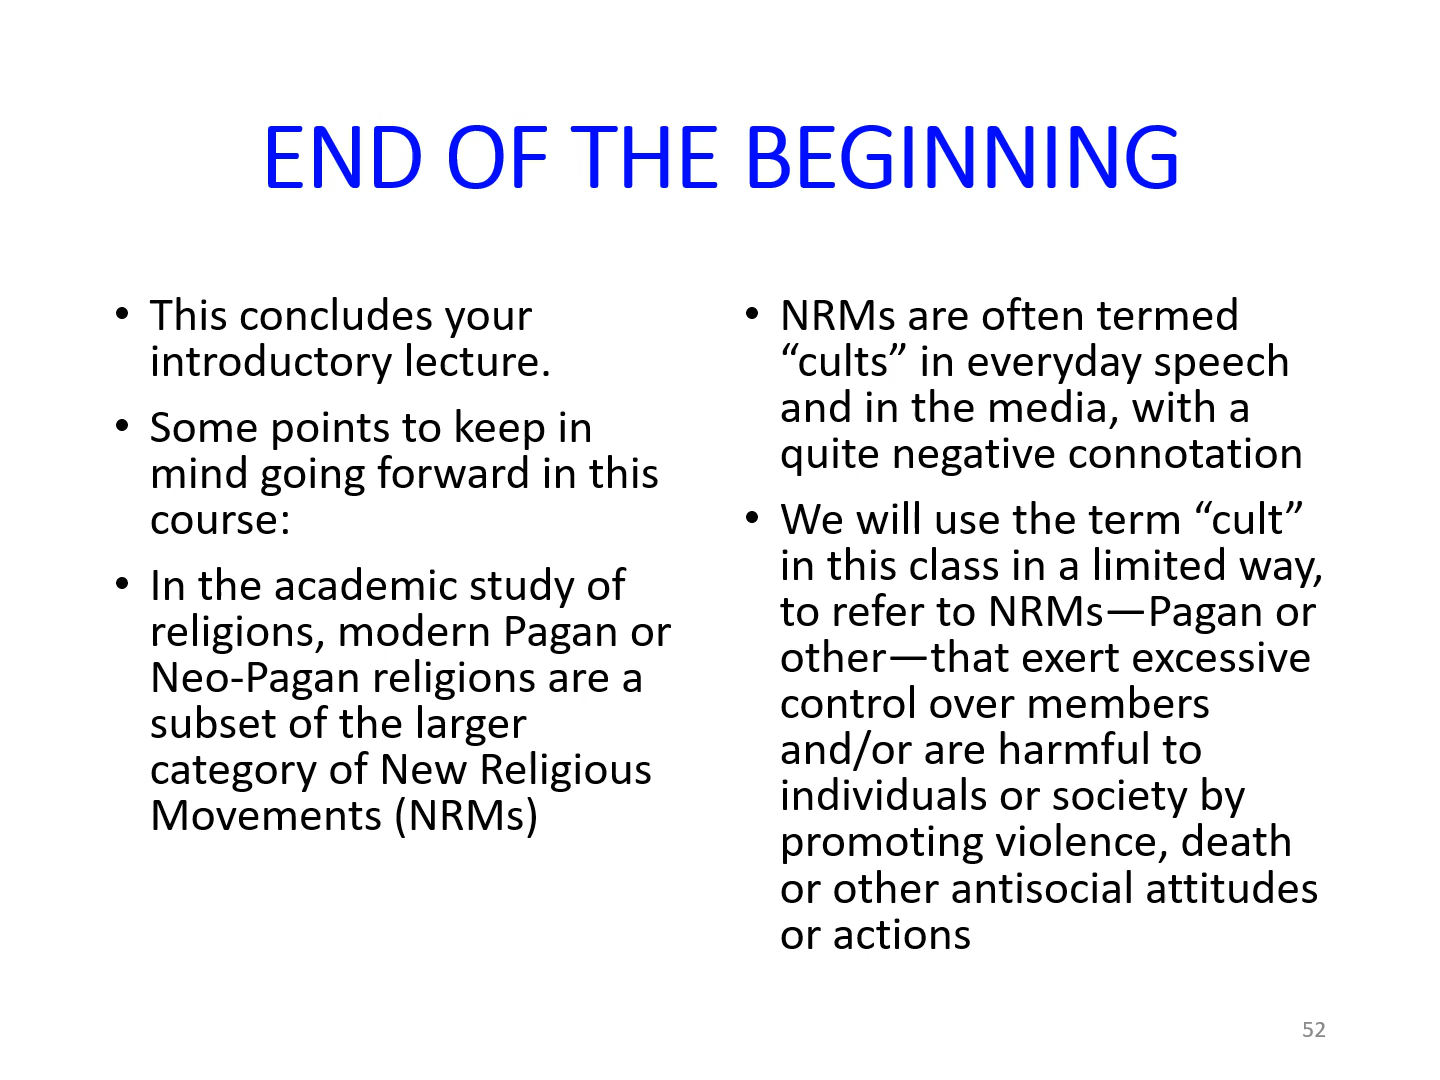 END OF THE BEGINNING
• This concludes your
introductory lecture.
• Some points to keep in
mind going forward in this
course:
• In the academic study of
religions, modern Pagan or
Neo-Pagan religions are a
subset of the larger
category of New Religious
Movements (NRMs)
• NRMs are often termed
“cults” in everyday speech
and in the media, with a
quite negative connotation
• We will use the term “cult”
in this class in a limited way,
to refer to NRMs—Pagan or
other—that exert excessive
control over members
and/or are harmful to
individuals or society by
promoting violence, death
or other antisocial attitudes
or actions
52